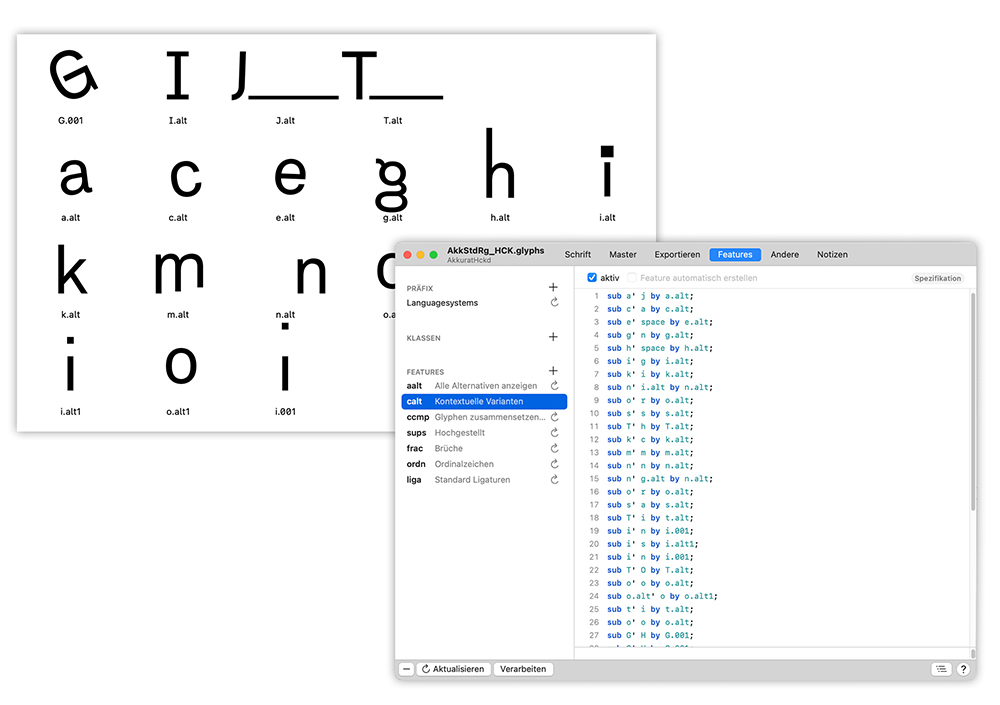 G I J T
G.001 I.alt J.alt T.alt
a c e g h i
a.alt c.alt e.alt g.alt h.alt i.alt
k m n
k.alt m.alt n.alt o.a
i o i
i.alt1 o.alt1 i.001
AkkStdRg_HCK.glyphs
AkkuratHckd
Schrift Master Exportieren Features Andere Notizen
PRÄFIX
Languagesystems
KLASSEN
FEATURES
aalt Alle Alternativen anzeigen
calt Kontextuelle Varianten
ccmp Glyphen zusammensetzen...
sups Hochgestellt
frac Brüche
ordn Ordinalzeichen
liga Standard Ligaturen
aktiv Feature automatisch erstellen Spezifikation
1 sub a' j by a.alt;
2 sub c' a by c.alt;
3 sub e' space by e.alt;
4 sub g' n by g.alt;
5 sub h' space by h.alt;
6 sub i' g by i.alt;
7 sub k' i by k.alt;
8 sub n' i.alt by n.alt;
9 sub o' r by o.alt;
10 sub s' s by s.alt;
11 sub T' h by T.alt;
12 sub k' c by k.alt;
13 sub m' m by m.alt;
14 sub n' n by n.alt;
15 sub n' g.alt by n.alt;
16 sub o' r by o.alt;
17 sub s' a by s.alt;
18 sub T' i by t.alt;
19 sub i' n by i.001;
20 sub i' s by i.alt1;
21 sub i' n by i.001;
22 sub T' O by T.alt;
23 sub o' o by o.alt;
24 sub o.alt' o by o.alt1;
25 sub t' i by t.alt;
26 sub o' o by o.alt;
27 sub G' H by G.001;
Aktualisieren Verarbeiten ?